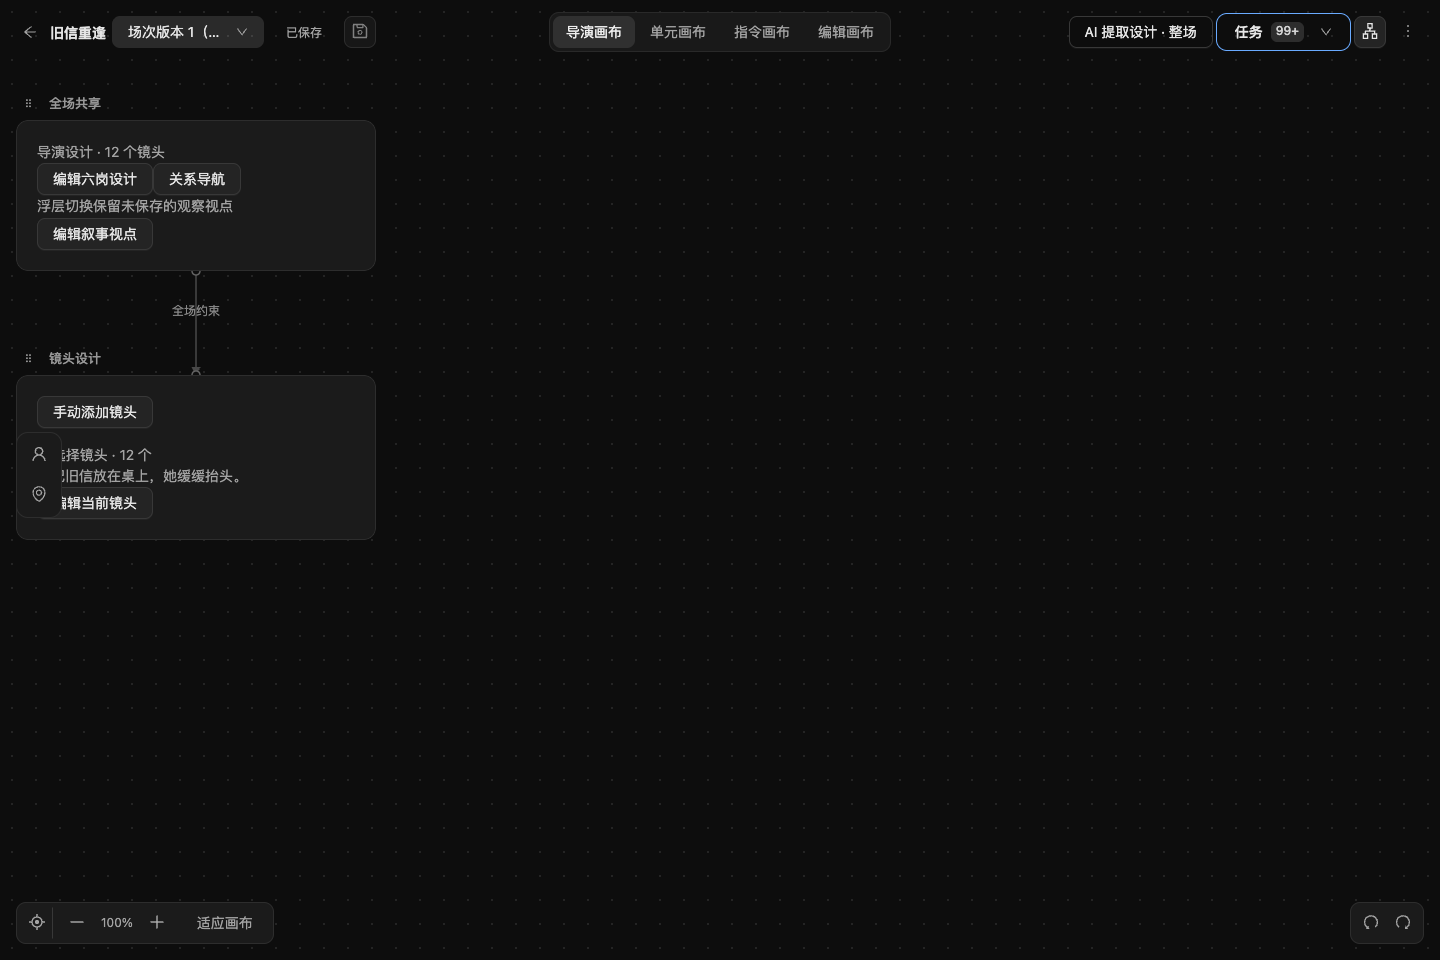 旧信重逢 场次版本 1（... 已保存 导演画布 单元画布 指令画布 编辑画布 AI 提取设计 · 整场 任务 99+
全场共享
导演设计 · 12 个镜头
编辑六岗设计 关系导航
浮层切换保留未保存的观察视点
编辑叙事视点
全场约束
镜头设计
手动添加镜头
选择镜头 · 12 个
旧信放在桌上，她缓缓抬头。
编辑当前镜头
100% 适应画布